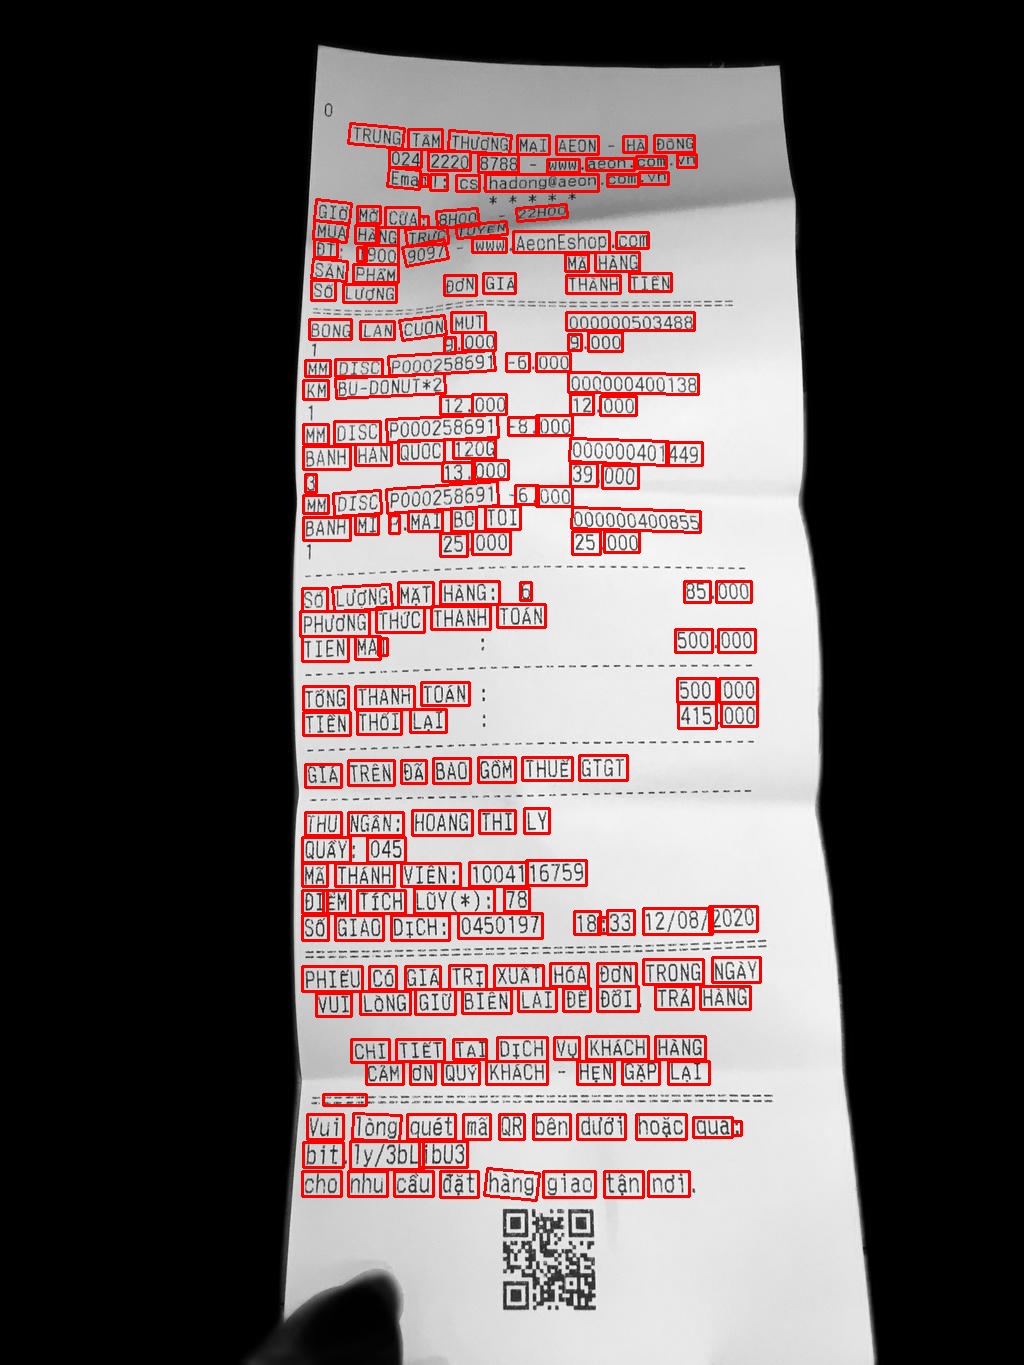 0
TRUNG TÂM THƯƠNG MẠI AEON - HÀ ĐÔNG
024 2220 8788 - www.aeon.com.vn
Email: cs.hadong@aeon.com.vn
* * * * *
GIỜ MỞ CỬA: 8H00 - 22H00
MUA HÀNG TRỰC TUYẾN
ĐT: 1900 9097 - www.AeonEshop.com
SẢN PHẨM MÃ HÀNG
SỐ LƯỢNG ĐƠN GIÁ THÀNH TIỀN
BONG LAN CUON MUT 000000503488
1 9.000 9.000
MM DISC P000258691 -6.000
KM BU-DONUT*2 000000400138
1 12.000 12.000
MM DISC P000258691 -8.000
BANH HAN QUOC 120G 000000401449
3 13.000 39.000
MM DISC P000258691 -6.000
BANH MI P.MAI BO TOI 000000400855
1 25.000 25.000
SỐ LƯỢNG MẶT HÀNG: 6 85.000
PHƯƠNG THỨC THANH TOÁN
TIEN MAT : 500.000
TỔNG THANH TOÁN : 500.000
TIỀN THỐI LẠI : 415.000
GIÁ TRÊN ĐÃ BAO GỒM THUẾ GTGT
THU NGÂN: HOANG THI LY
QUẦY: 045
MÃ THÀNH VIÊN: 1004116759
ĐIỂM TÍCH LŨY(*): 78
SỐ GIAO DỊCH: 0450197 18:33 12/08/2020
PHIẾU CÓ GIÁ TRỊ XUẤT HÓA ĐƠN TRONG NGÀY
VUI LÒNG GIỮ BIÊN LAI ĐỂ ĐỔI, TRẢ HÀNG
CHI TIẾT TẠI DỊCH VỤ KHÁCH HÀNG
CẢM ƠN QUÝ KHÁCH - HẸN GẶP LẠI
Vui lòng quét mã QR bên dưới hoặc qua:
bit.ly/3bLibU3
cho nhu cầu đặt hàng giao tận nơi.